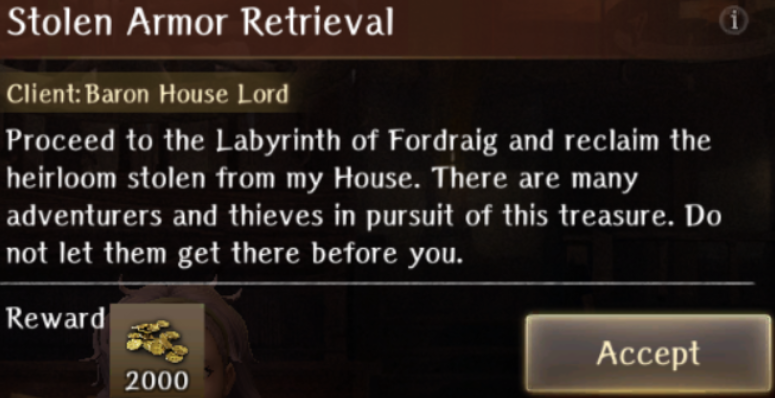 Stolen Armor Retrieval
i
Client:Baron House Lord
Proceed to the Labyrinth of Fordraig and reclaim the
heirloom stolen from my House. There are many
adventurers and thieves in pursuit of this treasure. Do
not let them get there before you.
Reward
2000
Accept